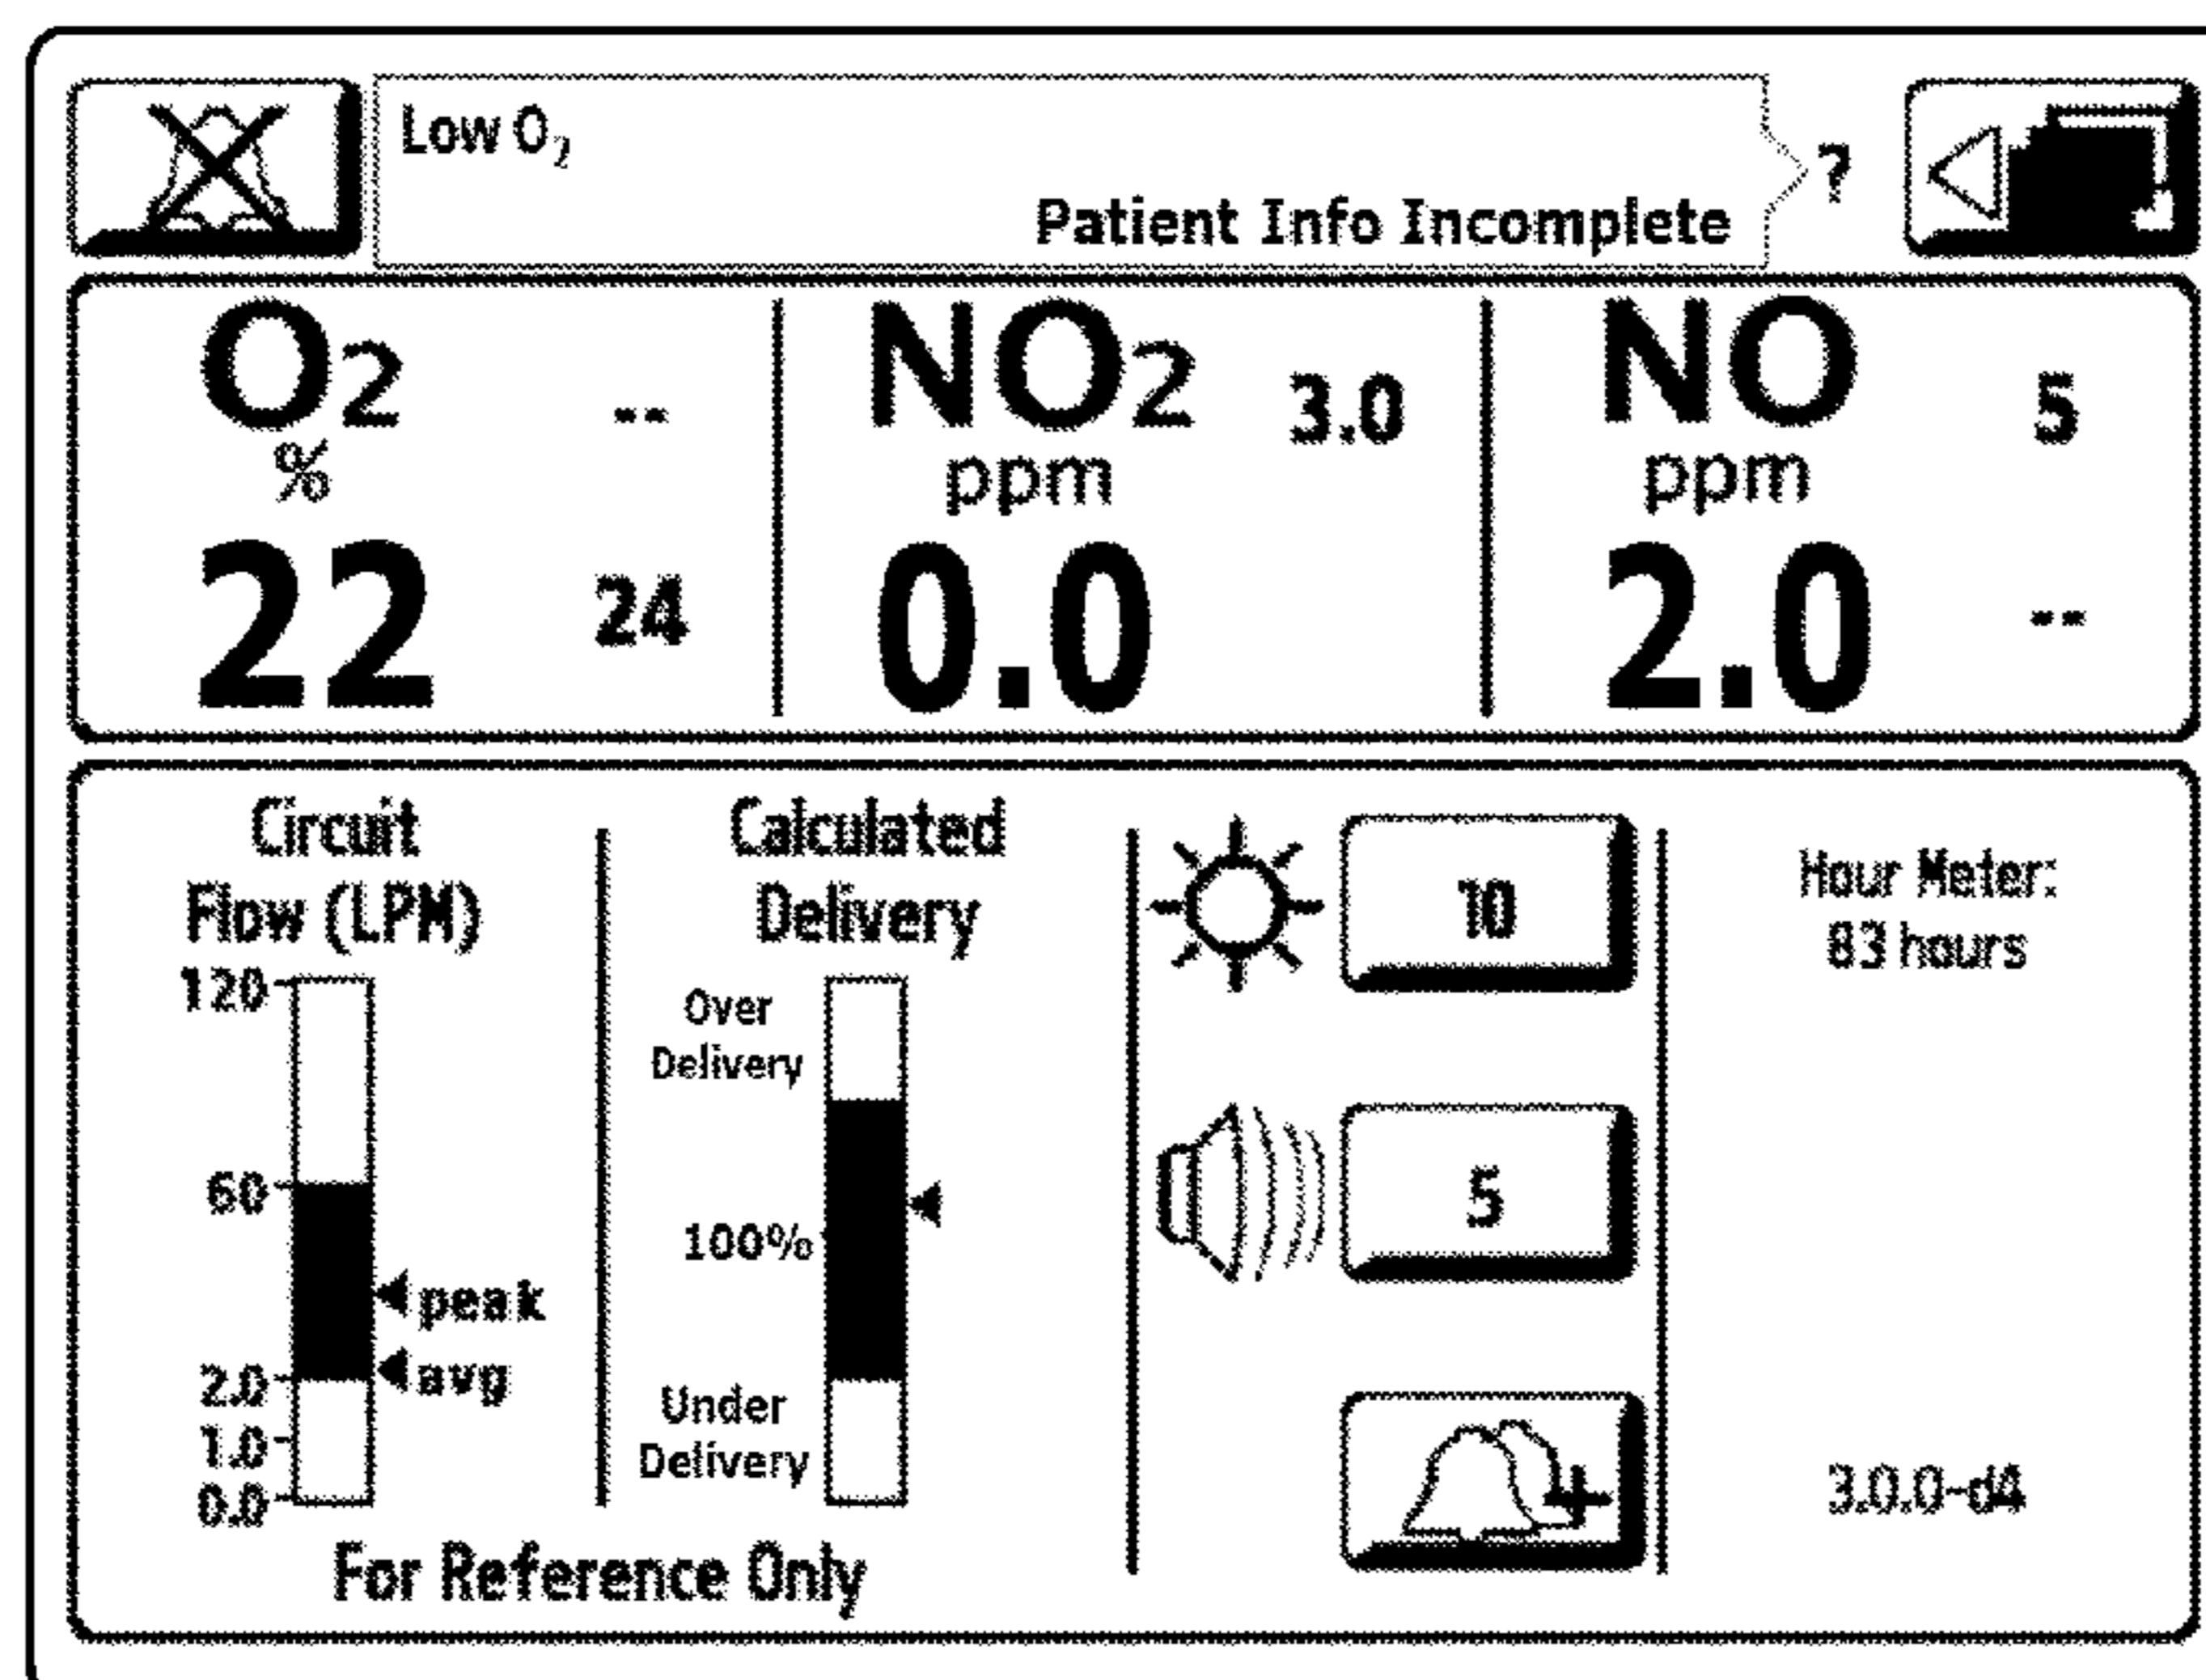 Low O₂
Patient Info Incomplete
?
O2
%
--
22
24
NO2
ppm
3.0
0.0
NO
ppm
5
2.0
--
Circuit
Flow (LPM)
120
60
2.0
1.0
0.0
peak
avg
Calculated
Delivery
Over
Delivery
100%
Under
Delivery
For Reference Only
10
5
Hour Meter:
83 hours
3.0.0-d4